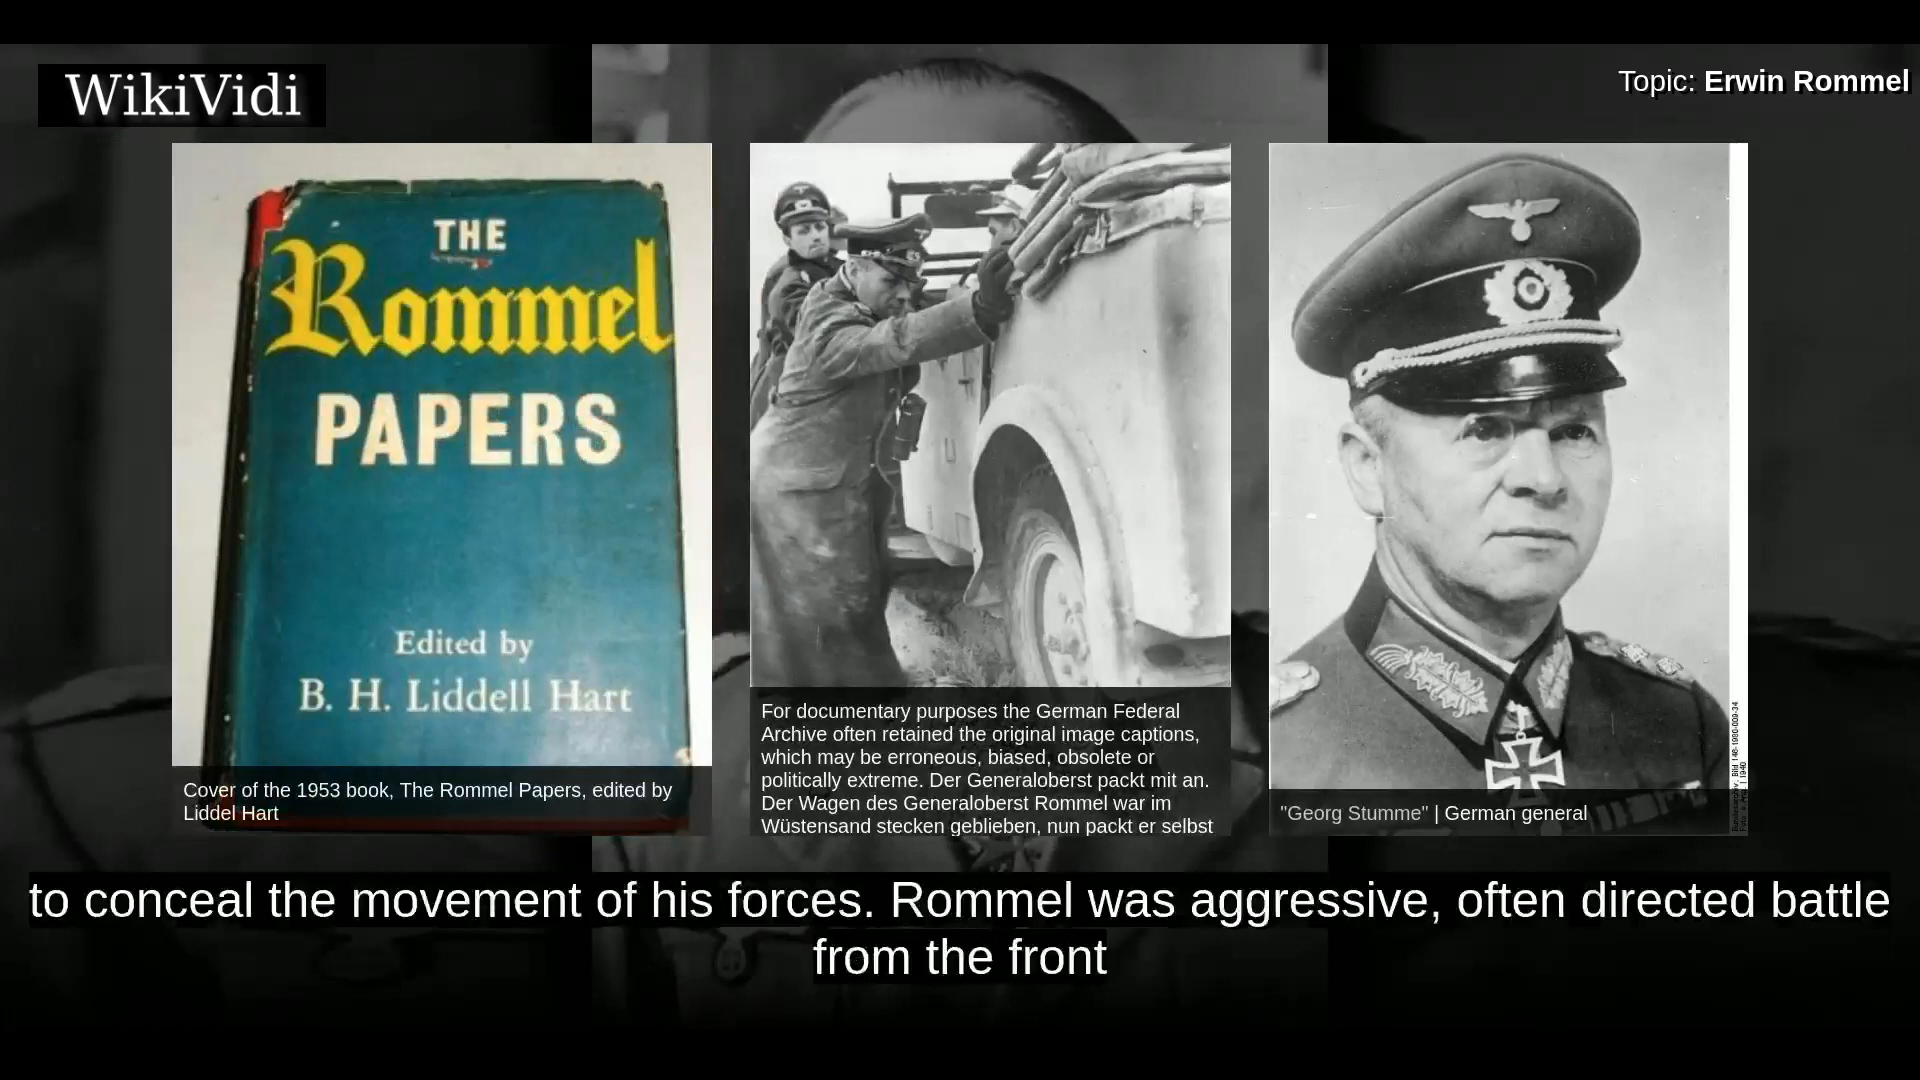 WikiVidi
Topic: Erwin Rommel
THE
Rommel
PAPERS
Edited by
B. H. Liddell Hart
Cover of the 1953 book, The Rommel Papers, edited by
Liddel Hart
For documentary purposes the German Federal
Archive often retained the original image captions,
which may be erroneous, biased, obsolete or
politically extreme. Der Generaloberst packt mit an.
Der Wagen des Generaloberst Rommel war im
Wüstensand stecken geblieben, nun packt er selbst
"Georg Stumme" | German general
to conceal the movement of his forces. Rommel was aggressive, often directed battle
from the front